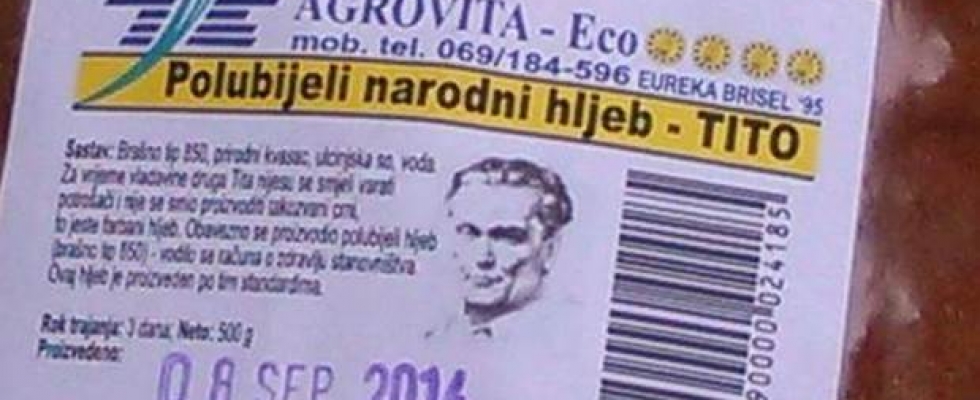 AGROVITA - Eco
mob. tel. 069/184-596 EUREKA BRISEL '95
Polubijeli narodni hljeb - TITO
Sastav: Brašno tip 850, prirodni kvasac, ulcinjska so, voda.
Za vrijeme vladavine druga Tita nijesu se smjeli varati
potrošači i nije se smio proizvoditi takozvani crni,
to jeste farbani hljeb. Obavezno se proizvodio polubijeli hljeb
(brašno tip 850) - vodilo se računa o zdravlju stanovništva.
Ovaj hljeb je proizveden po tim standardima.
Rok trajanja: 3 dana, Neto: 500 g
Proizvedeno:
08 SEP 2014
90000 0241851